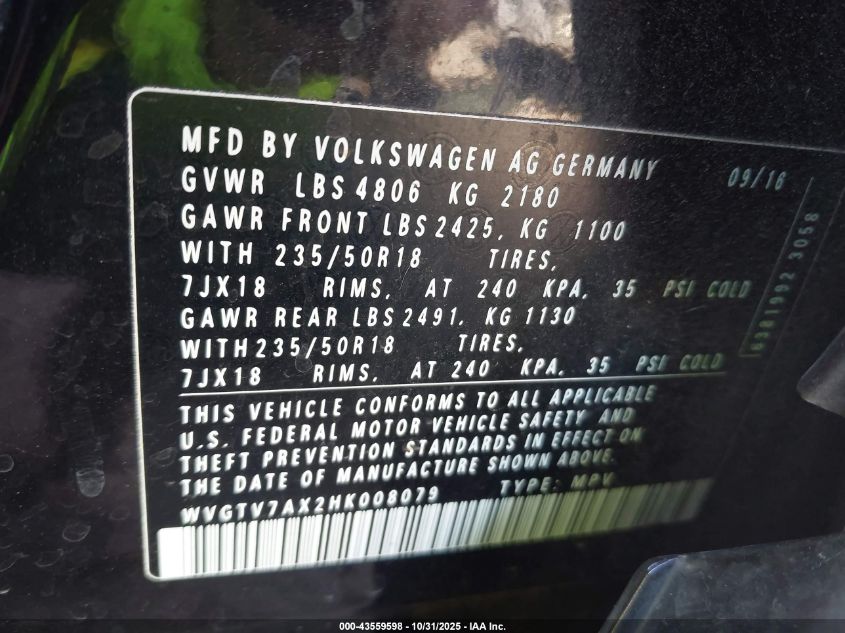 MFD BY VOLKSWAGEN AG GERMANY 09/16
GVWR LBS 4806 KG 2180
GAWR FRONT LBS 2425, KG 1100
WITH 235/50R18 TIRES,
7JX18 RIMS, AT 240 KPA, 35 PSI COLD
GAWR REAR LBS 2491, KG 1130
WITH 235/50R18 TIRES,
7JX18 RIMS, AT 240 KPA, 35 PSI COLD
THIS VEHICLE CONFORMS TO ALL APPLICABLE
U.S. FEDERAL MOTOR VEHICLE SAFETY AND
THEFT PREVENTION STANDARDS IN EFFECT ON
THE DATE OF MANUFACTURE SHOWN ABOVE.
WVGTV7AX2HK008079 TYPE: MPV
3058
000-43559598 - 10/31/2025 - IAA Inc.